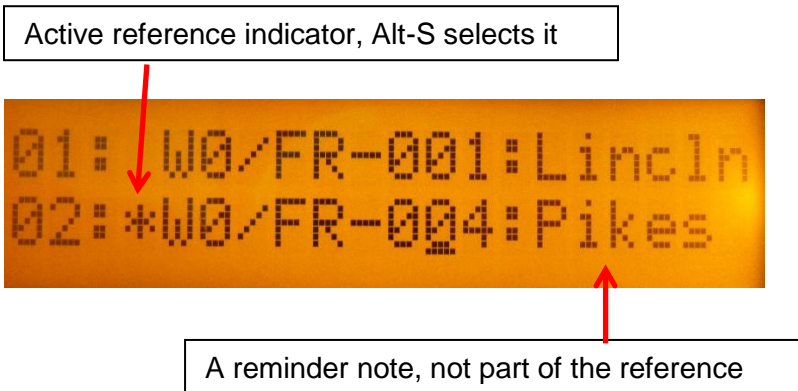 Active reference indicator, Alt-S selects it
01: W0/FR-001:Lincln
02:*W0/FR-004:Pikes
A reminder note, not part of the reference